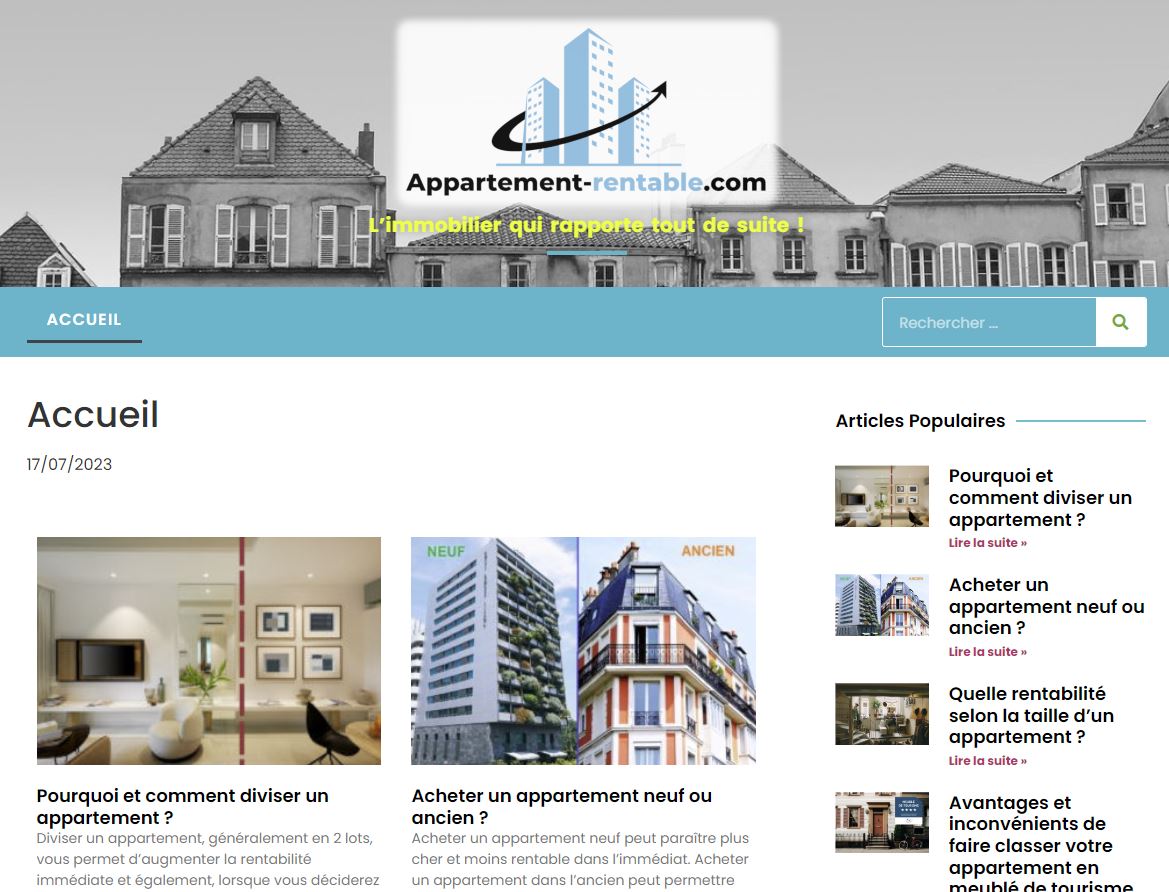 Appartement-rentable.com
L'immobilier qui rapporte tout de suite !
ACCUEIL
Rechercher ...
Accueil
17/07/2023
NEUF
ANCIEN
Pourquoi et comment diviser un
appartement ?
Diviser un appartement, généralement en 2 lots,
vous permet d'augmenter la rentabilité
immédiate et également, lorsque vous déciderez
Acheter un appartement neuf ou
ancien ?
Acheter un appartement neuf peut paraître plus
cher et moins rentable dans l'immédiat. Acheter
un appartement dans l'ancien peut permettre
Articles Populaires
Pourquoi et
comment diviser un
appartement ?
Lire la suite »
NEUF
ANCIEN
Acheter un
appartement neuf ou
ancien ?
Lire la suite »
Quelle rentabilité
selon la taille d'un
appartement ?
Lire la suite »
MEUBLÉ
DE TOURISME
Avantages et
inconvénients de
faire classer votre
appartement en
meublé de tourisme